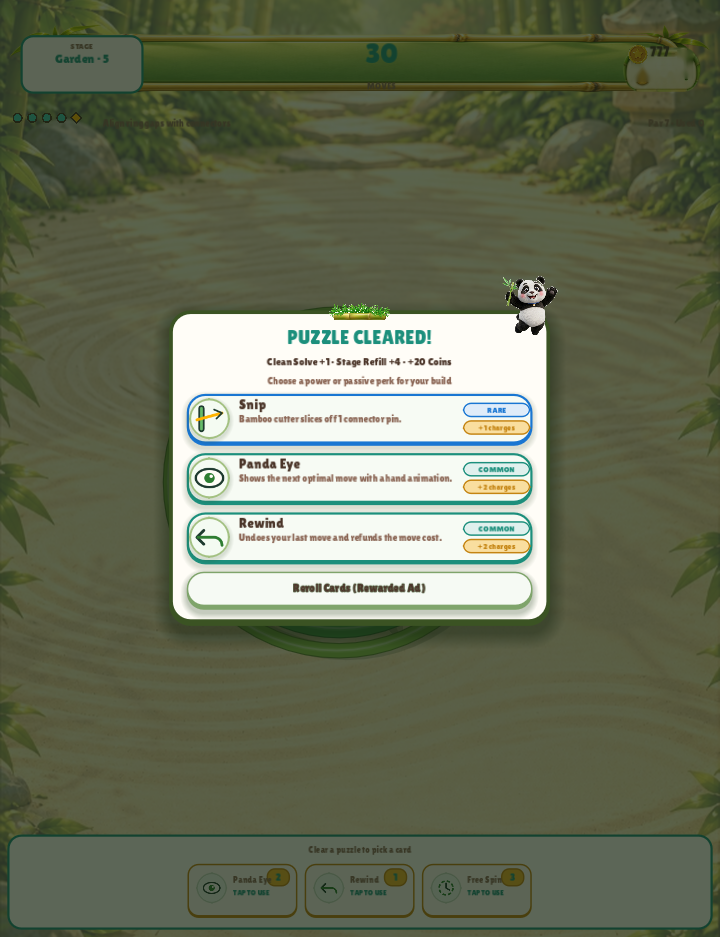 STAGE
Garden · 5
30
MOVES
777
PUZZLE CLEARED!
Clean Solve +1 · Stage Refill +4 · +20 Coins
Choose a power or passive perk for your build
Snip
Bamboo cutter slices off 1 connector pin.
RARE
+1 charges
Panda Eye
Shows the next optimal move with a hand animation.
COMMON
+2 charges
Rewind
Undoes your last move and refunds the move cost.
COMMON
+2 charges
Reroll Cards (Rewarded Ad)
Clear a puzzle to pick a card
Panda Eye
2
TAP TO USE
Rewind
1
TAP TO USE
Free Spin
3
TAP TO USE